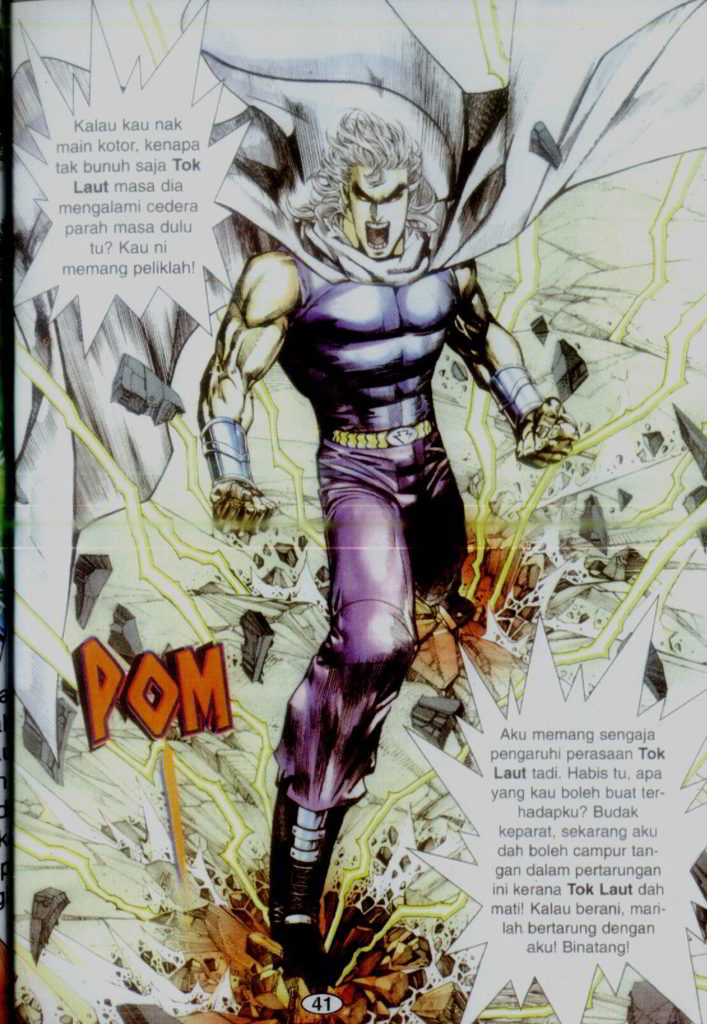 Kalau kau nak
main kotor, kenapa
tak bunuh saja Tok
Laut masa dia
mengalami cedera
parah masa dulu
tu? Kau ni
memang peliklah!
POM
Aku memang sengaja
pengaruhi perasaan Tok
Laut tadi. Habis tu, apa
yang kau boleh buat ter-
hadapku? Budak
keparat, sekarang aku
dah boleh campur tan-
gan dalam pertarungan
ini kerana Tok Laut dah
mati! Kalau berani, mari-
lah bertarung dengan
aku! Binatang!
41